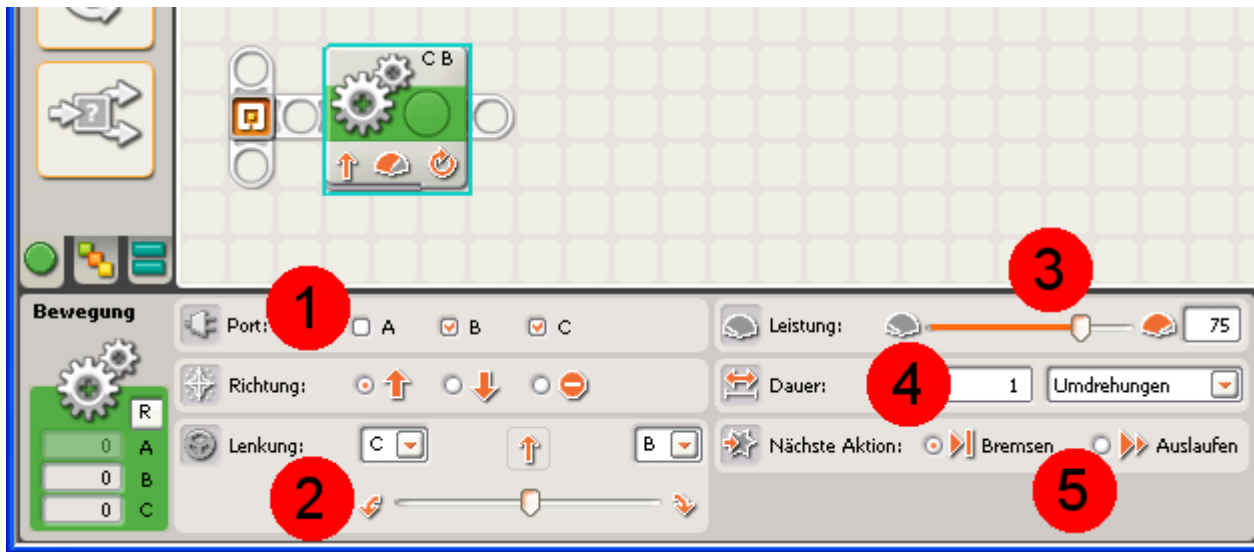 C B
Bewegung
R
0 A
0 B
0 C
1
Port: A B C
Richtung:
Lenkung: C B
2
3
Leistung: 75
4
Dauer: 1 Umdrehungen
Nächste Aktion: Bremsen Auslaufen
5